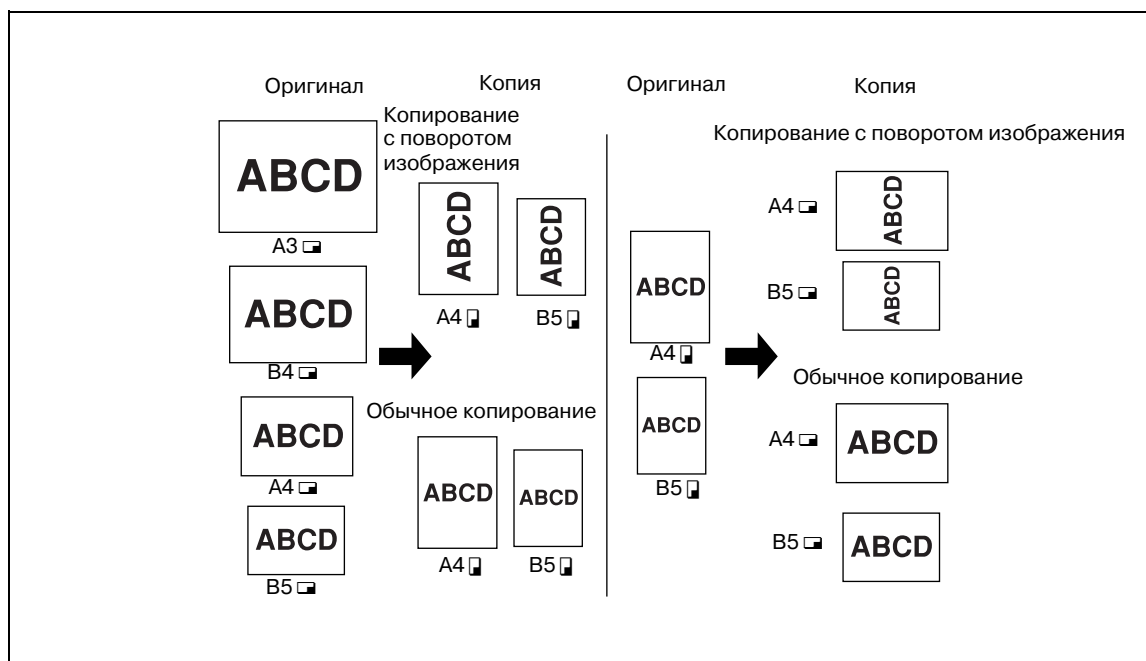 Оригинал
Копия
Копирование
с поворотом
изображения
ABCD
A3
ABCD
ABCD
A4
B5
ABCD
B4
Обычное копирование
ABCD
A4
ABCD
B5
ABCD
ABCD
A4
B5
Оригинал
Копия
Копирование с поворотом изображения
A4
ABCD
B5
ABCD
ABCD
A4
ABCD
B5
Обычное копирование
A4
ABCD
B5
ABCD